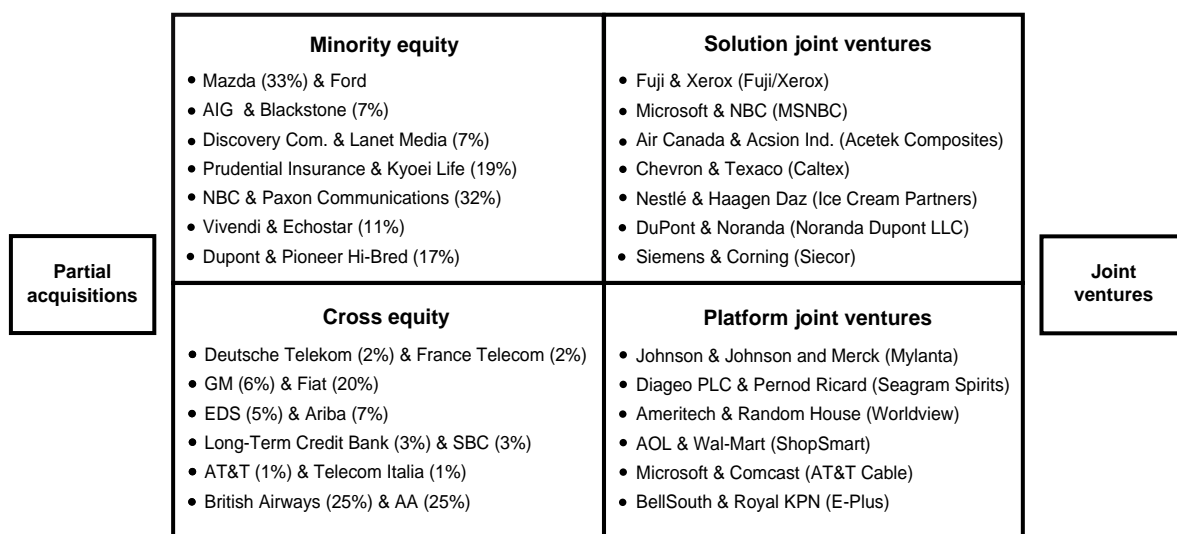 Minority equity
• Mazda (33%) & Ford
• AIG & Blackstone (7%)
• Discovery Com. & Lanet Media (7%)
• Prudential Insurance & Kyoei Life (19%)
• NBC & Paxon Communications (32%)
• Vivendi & Echostar (11%)
• Dupont & Pioneer Hi-Bred (17%)
Solution joint ventures
• Fuji & Xerox (Fuji/Xerox)
• Microsoft & NBC (MSNBC)
• Air Canada & Acsion Ind. (Acetek Composites)
• Chevron & Texaco (Caltex)
• Nestlé & Haagen Daz (Ice Cream Partners)
• DuPont & Noranda (Noranda Dupont LLC)
• Siemens & Corning (Siecor)
Partial
acquisitions
Joint
ventures
Cross equity
• Deutsche Telekom (2%) & France Telecom (2%)
• GM (6%) & Fiat (20%)
• EDS (5%) & Ariba (7%)
• Long-Term Credit Bank (3%) & SBC (3%)
• AT&T (1%) & Telecom Italia (1%)
• British Airways (25%) & AA (25%)
Platform joint ventures
• Johnson & Johnson and Merck (Mylanta)
• Diageo PLC & Pernod Ricard (Seagram Spirits)
• Ameritech & Random House (Worldview)
• AOL & Wal-Mart (ShopSmart)
• Microsoft & Comcast (AT&T Cable)
• BellSouth & Royal KPN (E-Plus)